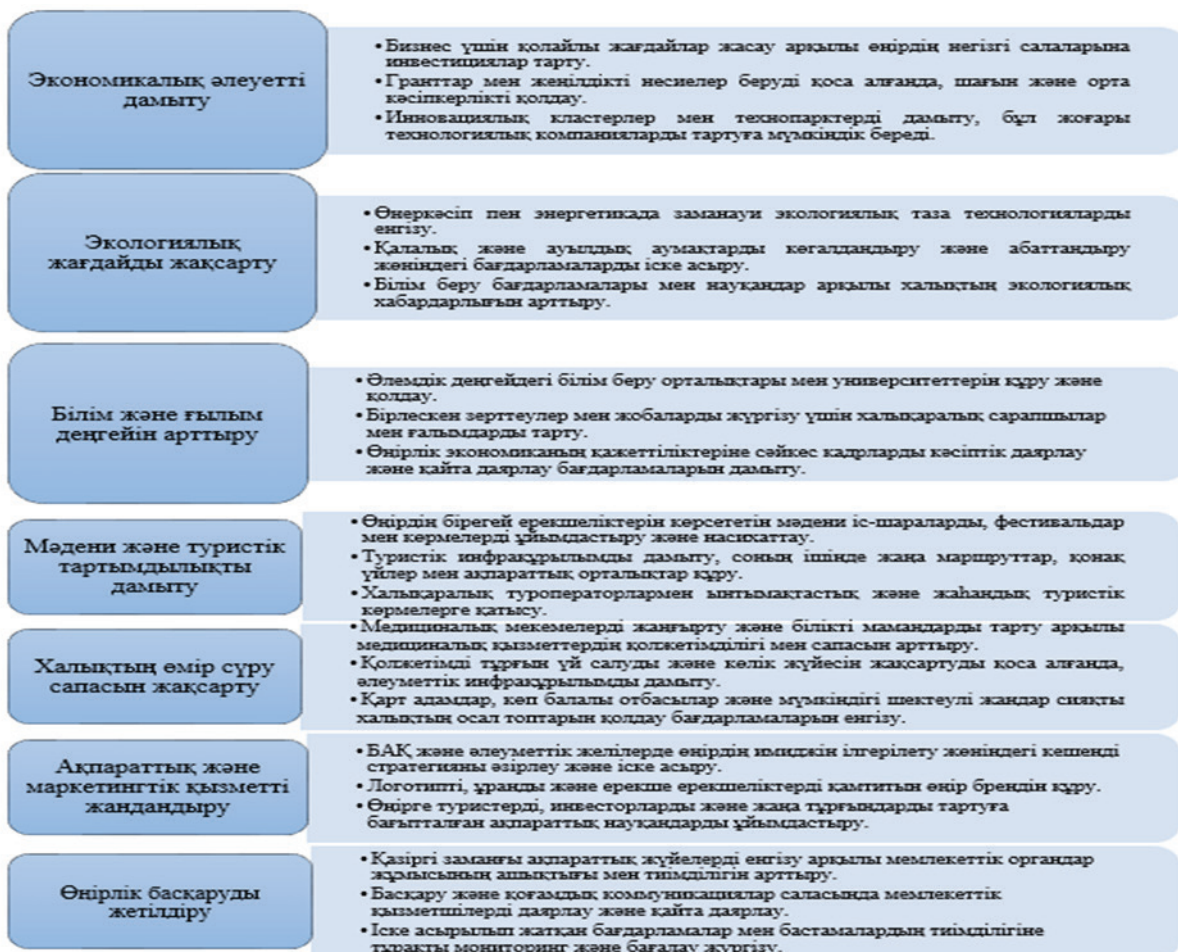 Экономикалық әлеуетті
дамыту
• Бизнес үшін қолайлы жағдайлар жасау арқылы өңірдің негізгі салаларына
инвестициялар тарту.
• Гранттар мен жеңілдікті несиелер беруді қоса алғанда, шағын және орта
кәсіпкерлікті қолдау.
• Инновациялық кластерлер мен технопарктерді дамыту, бұл жоғары
технологиялық компанияларды тартуға мүмкіндік береді.
Экологиялық
жағдайды жақсарту
• Өнеркәсіп пен энергетикада заманауи экологиялық таза технологияларды
енгізу.
• Қалалық және ауылдық аумақтарды көгалдандыру және абаттандыру
жөніндегі бағдарламаларды іске асыру.
• Білім беру бағдарламалары мен науқандар арқылы халықтың экологиялық
хабардарлығын арттыру.
Білім және ғылым
деңгейін арттыру
• Әлемдік деңгейдегі білім беру орталықтары мен университеттерін құру және
қолдау.
• Бірлескен зерттеулер мен жобаларды жүргізу үшін халықаралық сарапшылар
мен ғалымдарды тарту.
• Өңірлік экономиканың қажеттіліктеріне сәйкес кадрларды кәсіптік даярлау
және қайта даярлау бағдарламаларын дамыту.
Мәдени және туристік
тартымдылықты
дамыту
• Өңірдің бірегей ерекшеліктерін көрсететін мәдени іс-шараларды, фестивальдар
мен көрмелерді ұйымдастыру және насихаттау.
• Туристік инфрақұрылымды дамыту, соның ішінде жаңа маршруттар, қонақ
үйлер мен ақпараттық орталықтар құру.
• Халықаралық туроператорлармен ынтымақтастық және жаһандық туристік
көрмелерге қатысу.
Халықтың өмір сүру
сапасын жақсарту
• Медициналық мекемелерді жаңғырту және білікті мамандарды тарту арқылы
медициналық қызметтердің қолжетімділігі мен сапасын арттыру.
• Қолжетімді тұрғын үй салуды және көлік жүйесін жақсартуды қоса алғанда,
әлеуметтік инфрақұрылымды дамыту.
• Қарт адамдар, көп балалы отбасылар және мүмкіндігі шектеулі жандар сияқты
халықтың осал топтарын қолдау бағдарламаларын енгізу.
Ақпараттық және
маркетингтік қызметті
жандандыру
• БАҚ және әлеуметтік желілерде өңірдің имиджін ілгерілету жөніндегі кешенді
стратегияны әзірлеу және іске асыру.
• Логотипті, ұранды және ерекше ерекшеліктерді қамтитын өңір брендін құру.
• Өңірге туристерді, инвесторларды және жаңа тұрғындарды тартуға
бағытталған ақпараттық науқандарды ұйымдастыру.
Өңірлік басқаруды
жетілдіру
• Қазіргі заманғы ақпараттық жүйелерді енгізу арқылы мемлекеттік органдар
жұмысының ашықтығы мен тиімділігін арттыру.
• Басқару және қоғамдық коммуникациялар саласында мемлекеттік
қызметшілерді даярлау және қайта даярлау.
• Іске асырылып жатқан бағдарламалар мен бастамалардың тиімділігіне
тұрақты мониторинг және бағалау жүргізу.